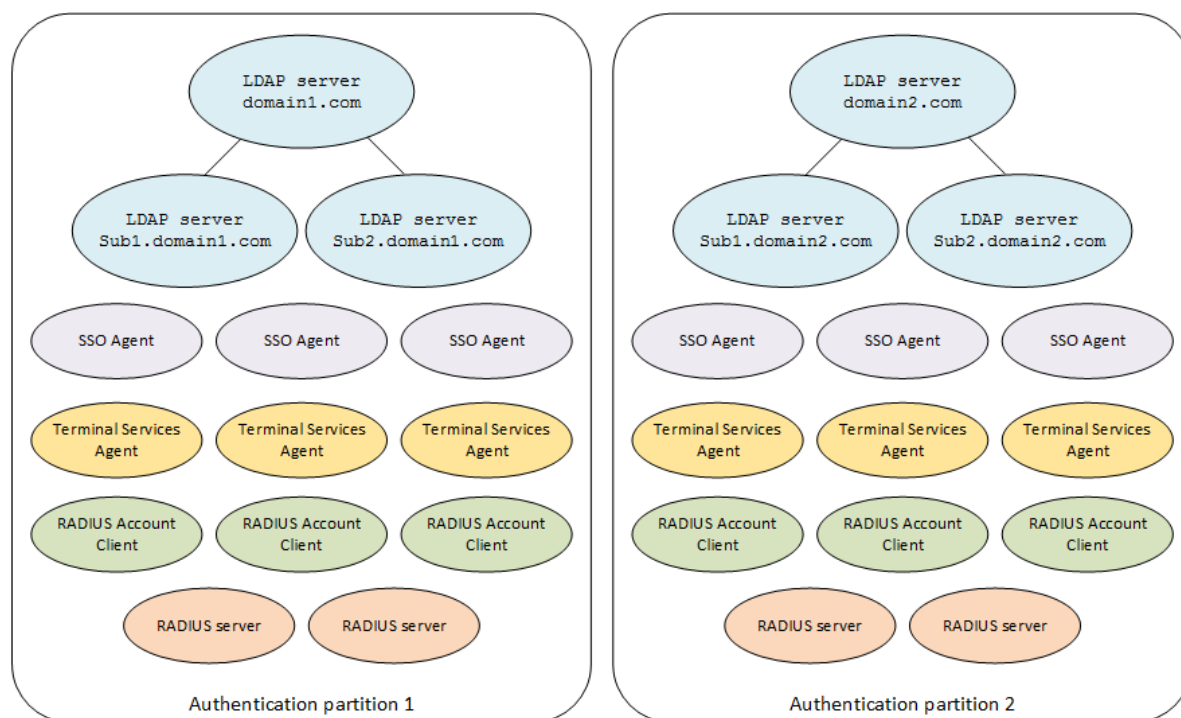 LDAP server
domain1.com
LDAP server
Sub1.domain1.com
LDAP server
Sub2.domain1.com
SSO Agent
SSO Agent
SSO Agent
Terminal Services
Agent
Terminal Services
Agent
Terminal Services
Agent
RADIUS Account
Client
RADIUS Account
Client
RADIUS Account
Client
RADIUS server
RADIUS server
Authentication partition 1
LDAP server
domain2.com
LDAP server
Sub1.domain2.com
LDAP server
Sub2.domain2.com
SSO Agent
SSO Agent
SSO Agent
Terminal Services
Agent
Terminal Services
Agent
Terminal Services
Agent
RADIUS Account
Client
RADIUS Account
Client
RADIUS Account
Client
RADIUS server
RADIUS server
Authentication partition 2